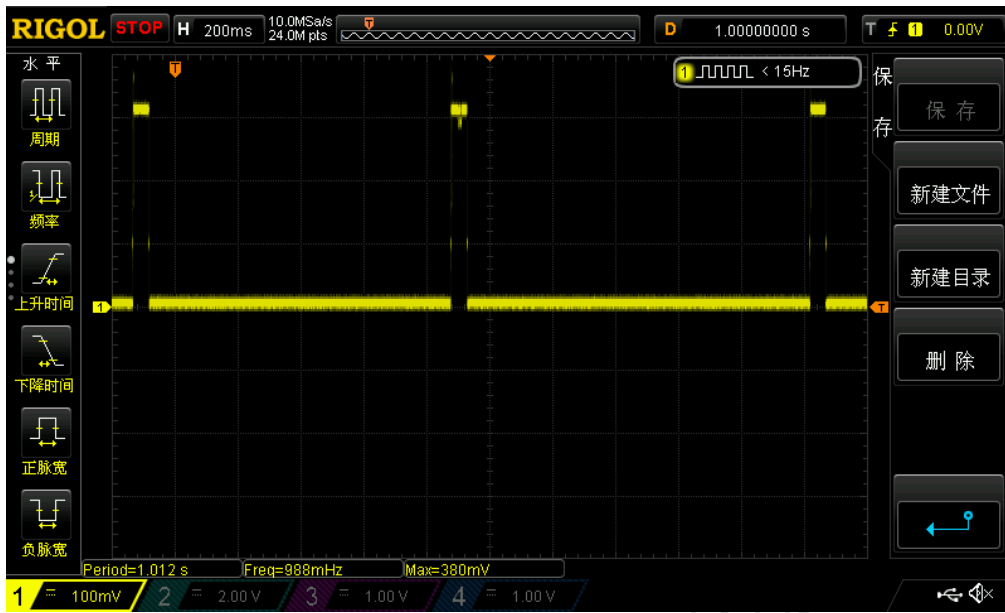 RIGOL STOP H 200ms 10.0MSa/s 24.0M pts D 1.00000000 s T 1 0.00V
水平
T
1 < 15Hz
保存
保存
周期
新建文件
频率
新建目录
上升时间
1
T
删除
下降时间
正脉宽
负脉宽
Period=1.012 s Freq=988mHz Max=380mV
1 = 100mV 2 = 2.00 V 3 = 1.00 V 4 = 1.00 V